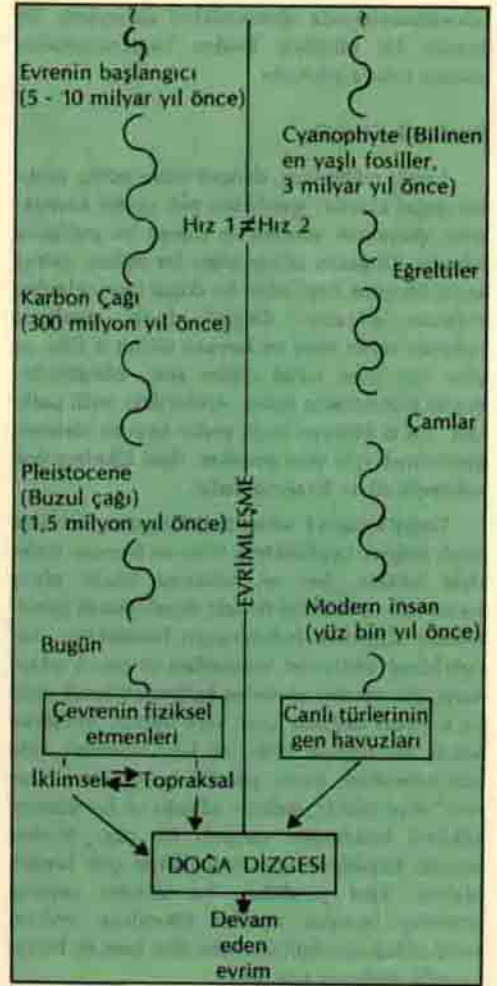 Evrenin başlangıcı
(5 - 10 milyar yıl önce)
Cyanophyte (Bilinen
en yaşlı fosiller,
3 milyar yıl önce)
Hız 1 ≠ Hız 2
Eğreltiler
Karbon Çağı
(300 milyon yıl önce)
Çamlar
Pleistocene
(Buzul çağı)
(1,5 milyon yıl önce)
EVRİMLEŞME
Modern insan
(yüz bin yıl önce)
Bugün
Çevrenin fiziksel
etmenleri
Canlı türlerinin
gen havuzları
İklimsel ⇄ Topraksal
DOĞA DİZGESİ
Devam
eden
evrim